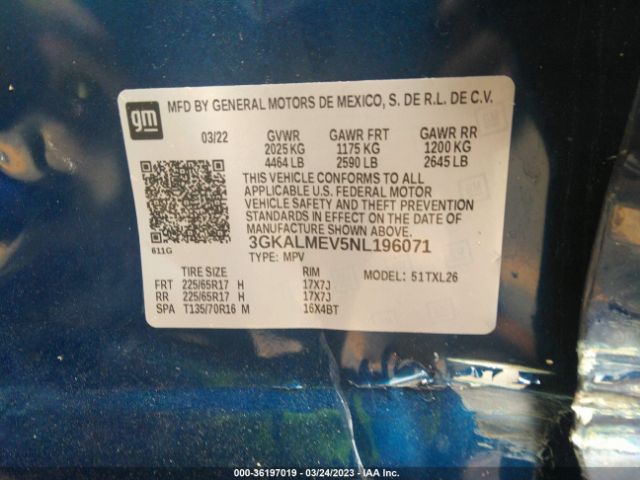 gm
MFD BY GENERAL MOTORS DE MEXICO, S. DE R.L. DE C.V.
03/22 GVWR GAWR FRT GAWR RR
2025 KG 1175 KG 1200 KG
4464 LB 2590 LB 2645 LB
THIS VEHICLE CONFORMS TO ALL
APPLICABLE U.S. FEDERAL MOTOR
VEHICLE SAFETY AND THEFT PREVENTION
STANDARDS IN EFFECT ON THE DATE OF
MANUFACTURE SHOWN ABOVE.
611G
3GKALMEV5NL196071
TYPE: MPV
TIRE SIZE RIM MODEL: 51TXL26
FRT 225/65R17 H 17X7J
RR 225/65R17 H 17X7J
SPA T135/70R16 M 16X4BT
000-36197019 — 03/24/2023 — IAA Inc.